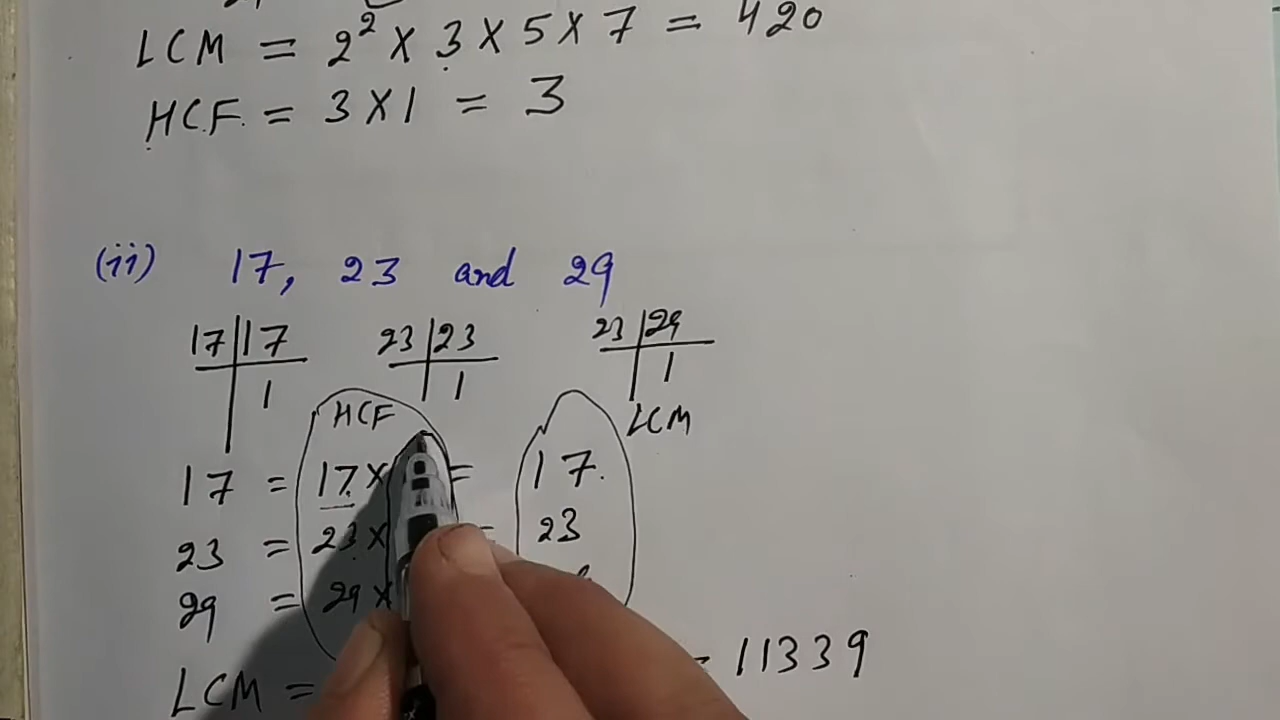 LCM = 2² × 3 × 5 × 7 = 420
H.C.F. = 3 × 1 = 3
(ii) 17, 23 and 29
17 | 17 23 | 23 23 | 29
1 1 1
HCF LCM
17 = 17 × = 17.
23 = 23 × = 23
29 = 29 ×
LCM = = 11339